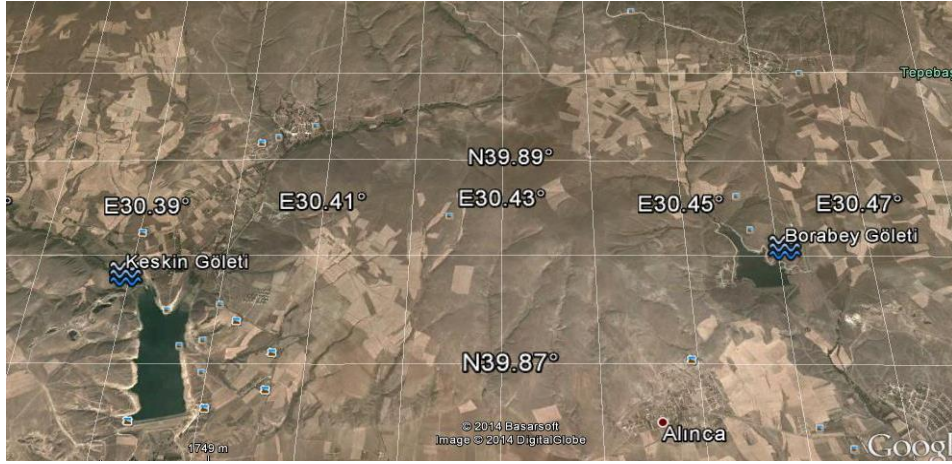 Tepebaş
N39.89°
E30.39°
E30.41°
E30.43°
E30.45°
E30.47°
Borabey Göleti
Keskin Göleti
N39.87°
© 2014 Basarsoft
Image © 2014 DigitalGlobe
Alınca
1749 m
Goog